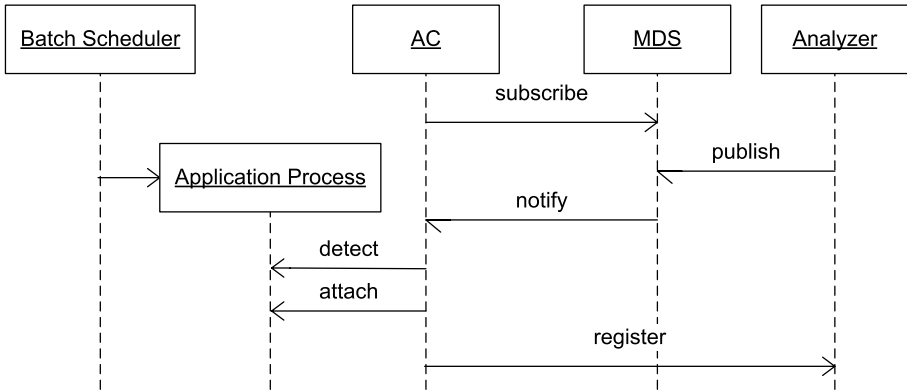 Batch Scheduler
AC
MDS
Analyzer
subscribe
publish
Application Process
notify
detect
attach
register